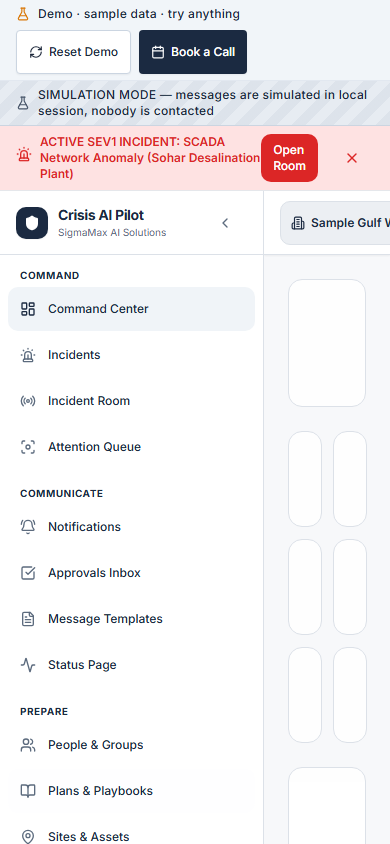 Demo · sample data · try anything
Reset Demo
Book a Call
SIMULATION MODE — messages are simulated in local
session, nobody is contacted
ACTIVE SEV1 INCIDENT: SCADA
Network Anomaly (Sohar Desalination
Plant)
Open
Room
Crisis AI Pilot
SigmaMax AI Solutions
Sample Gulf W
COMMAND
Command Center
Incidents
Incident Room
Attention Queue
COMMUNICATE
Notifications
Approvals Inbox
Message Templates
Status Page
PREPARE
People & Groups
Plans & Playbooks
Sites & Assets